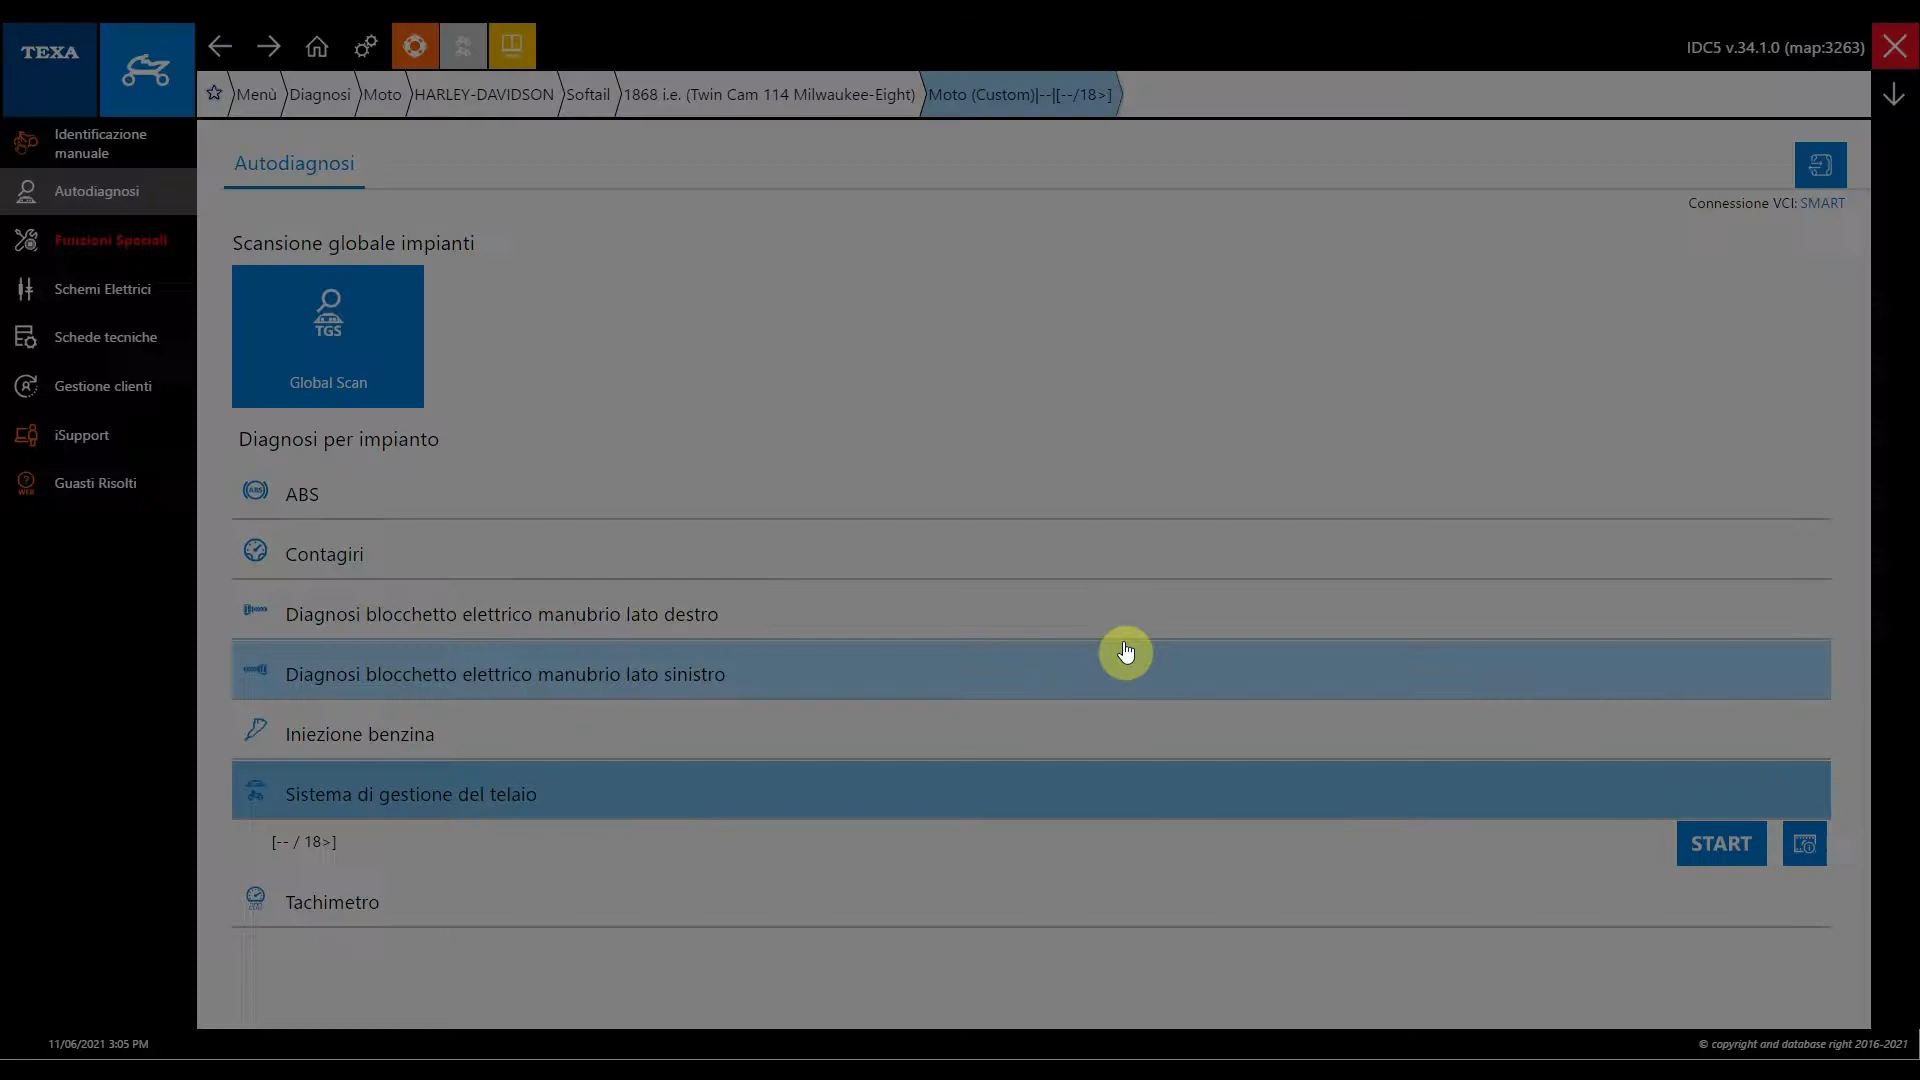 TEXA
IDC5 v.34.1.0 (map:3263)
Menù
Diagnosi
Moto
HARLEY-DAVIDSON
Softail
1868 i.e. (Twin Cam 114 Milwaukee-Eight)
Moto (Custom)|--|[--/18>]
Identificazione
manuale
Autodiagnosi
Funzioni Speciali
Schemi Elettrici
Schede tecniche
Gestione clienti
iSupport
WEB
Guasti Risolti
Autodiagnosi
Connessione VCI: SMART
Scansione globale impianti
TGS
Global Scan
Diagnosi per impianto
ABS
ABS
Contagiri
Diagnosi blocchetto elettrico manubrio lato destro
Diagnosi blocchetto elettrico manubrio lato sinistro
Iniezione benzina
Sistema di gestione del telaio
[-- / 18>]
START
Tachimetro
11/06/2021 3:05 PM
© copyright and database right 2016-2021